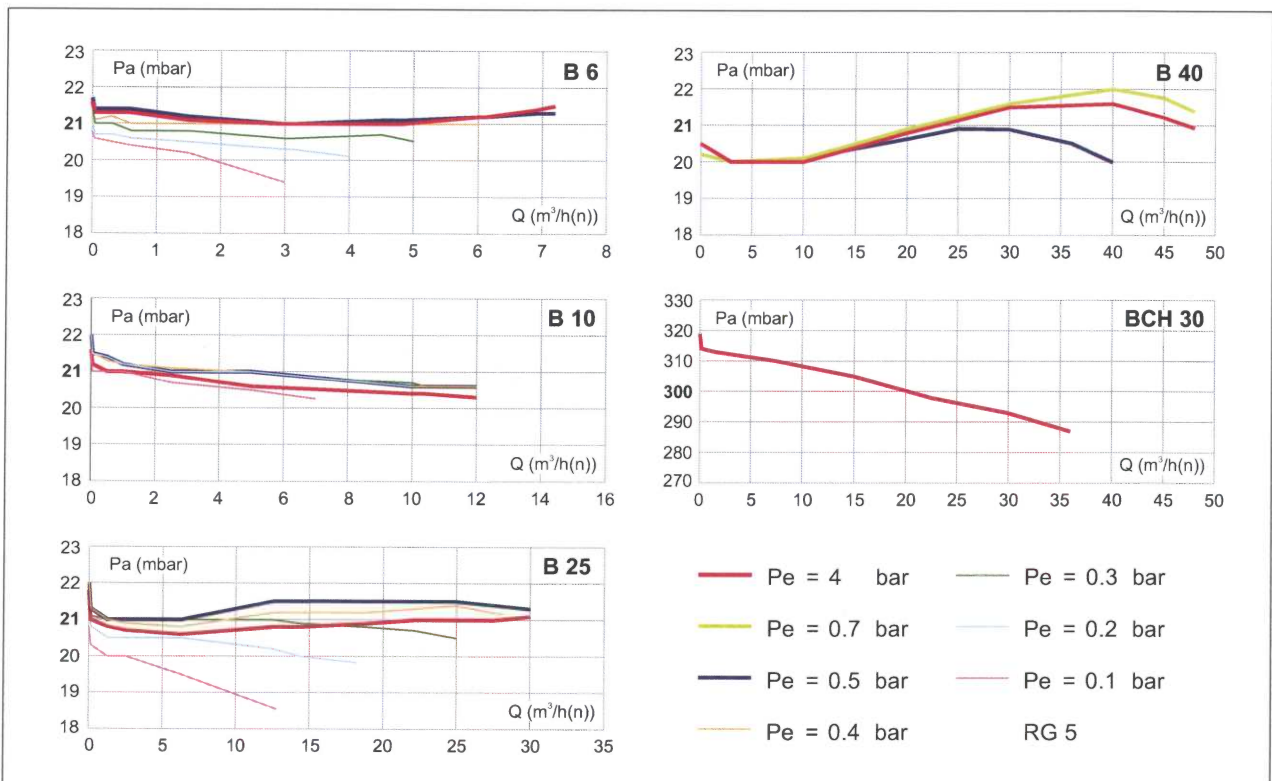 23
22
21
20
19
18
Pa (mbar)
B 6
Q (m³/h(n))
0 1 2 3 4 5 6 7 8
23
22
21
20
19
18
Pa (mbar)
B 40
Q (m³/h(n))
0 5 10 15 20 25 30 35 40 45 50
23
22
21
20
19
18
Pa (mbar)
B 10
Q (m³/h(n))
0 2 4 6 8 10 12 14 16
330
320
310
300
290
280
270
Pa (mbar)
BCH 30
Q (m³/h(n))
0 5 10 15 20 25 30 35 40 45 50
23
22
21
20
19
18
Pa (mbar)
B 25
Q (m³/h(n))
0 5 10 15 20 25 30 35
Pe = 4 bar
Pe = 0.7 bar
Pe = 0.5 bar
Pe = 0.4 bar
Pe = 0.3 bar
Pe = 0.2 bar
Pe = 0.1 bar
RG 5